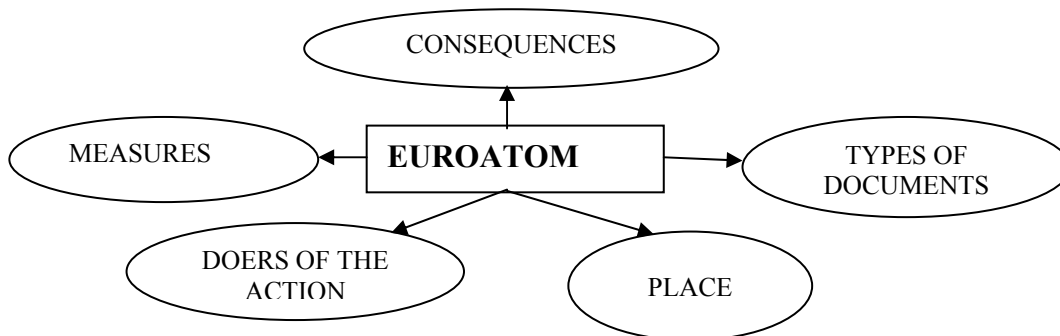 CONSEQUENCES
MEASURES
EUROATOM
TYPES OF
DOCUMENTS
DOERS OF THE
ACTION
PLACE